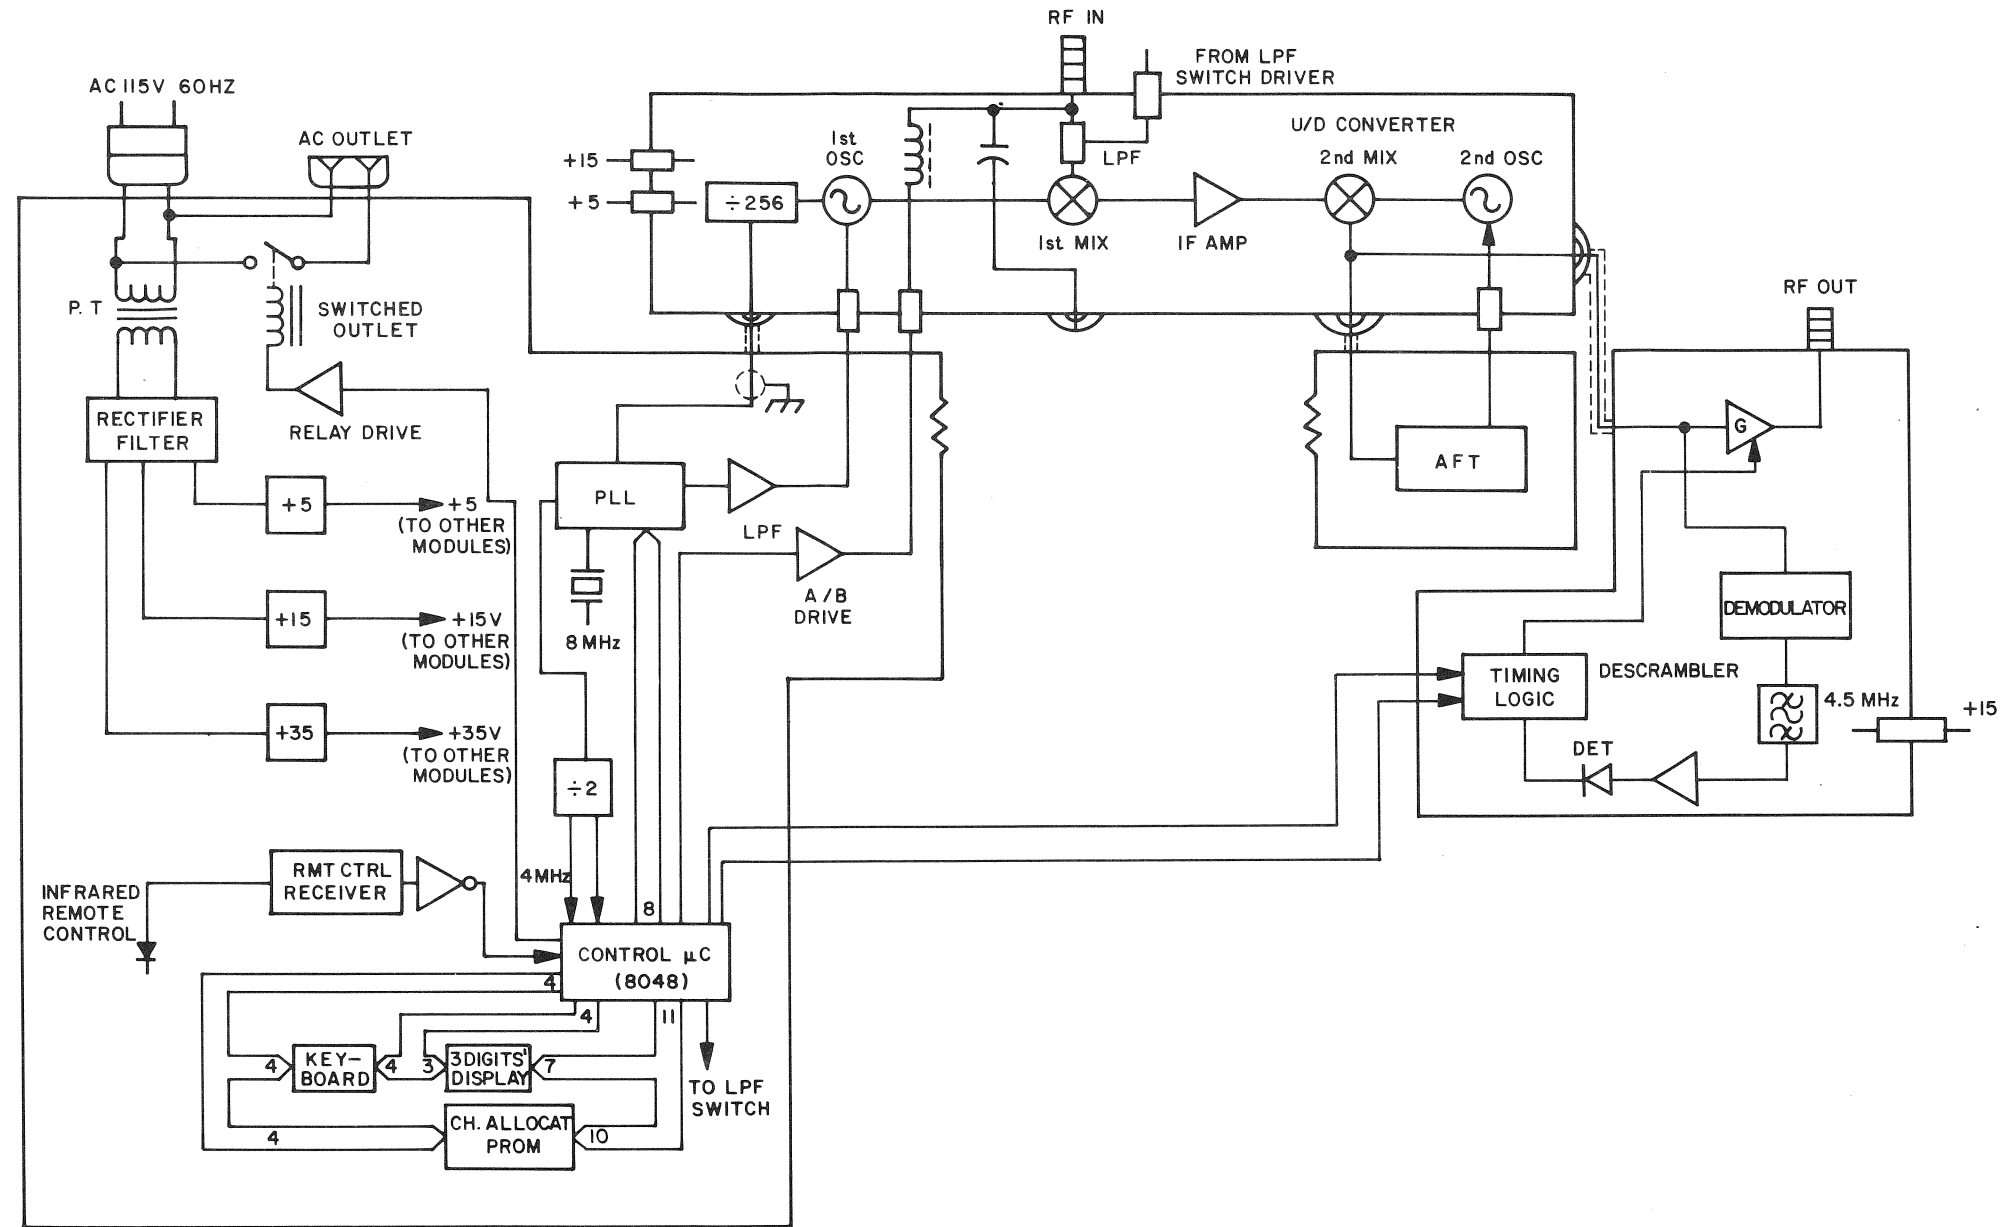 RF IN
FROM LPF
SWITCH DRIVER
AC 115V 60HZ
AC OUTLET
+15
+5
÷256
1st
OSC
LPF
1st MIX
IF AMP
U/D CONVERTER
2nd MIX
2nd OSC
P.T
SWITCHED
OUTLET
RELAY DRIVE
RECTIFIER
FILTER
+5
+5
(TO OTHER
MODULES)
+15
+15V
(TO OTHER
MODULES)
+35
+35V
(TO OTHER
MODULES)
PLL
LPF
8 MHz
A/B
DRIVE
AFT
RF OUT
G
DEMODULATOR
TIMING
LOGIC
DESCRAMBLER
4.5 MHz
+15
DET
÷2
4MHz
8
RMT CTRL
RECEIVER
INFRARED
REMOTE
CONTROL
CONTROL µC
(8048)
4
4
11
4
KEY-
BOARD
4
3
3DIGITS'
DISPLAY
7
TO LPF
SWITCH
4
CH. ALLOCAT
PROM
10